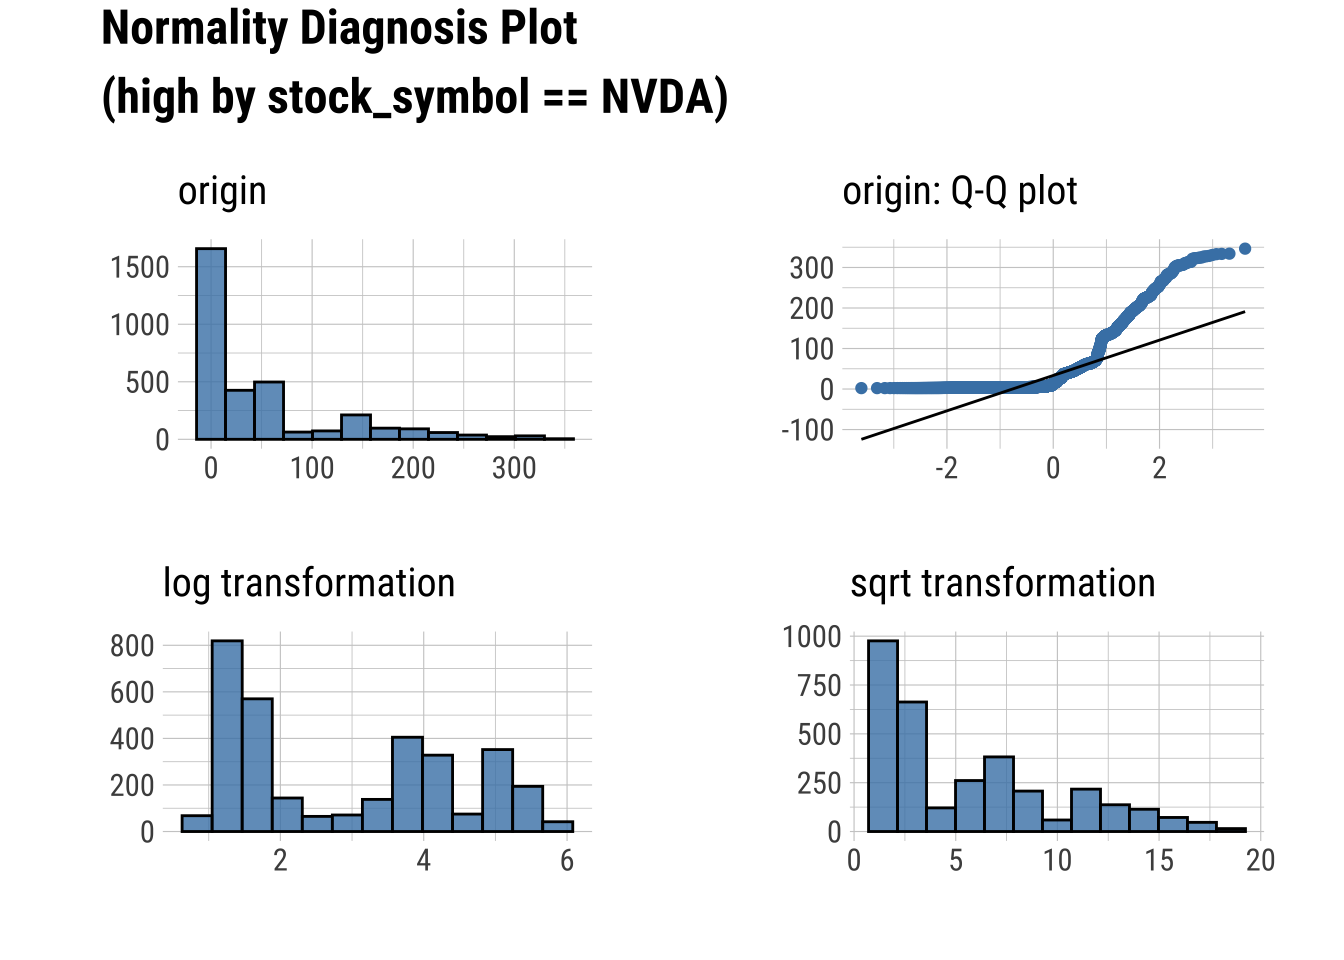 Normality Diagnosis Plot
(high by stock_symbol == NVDA)
origin
1500
1000
500
0
0 100 200 300
origin: Q-Q plot
300
200
100
0
-100
-2 0 2
log transformation
800
600
400
200
0
2 4 6
sqrt transformation
1000
750
500
250
0
0 5 10 15 20